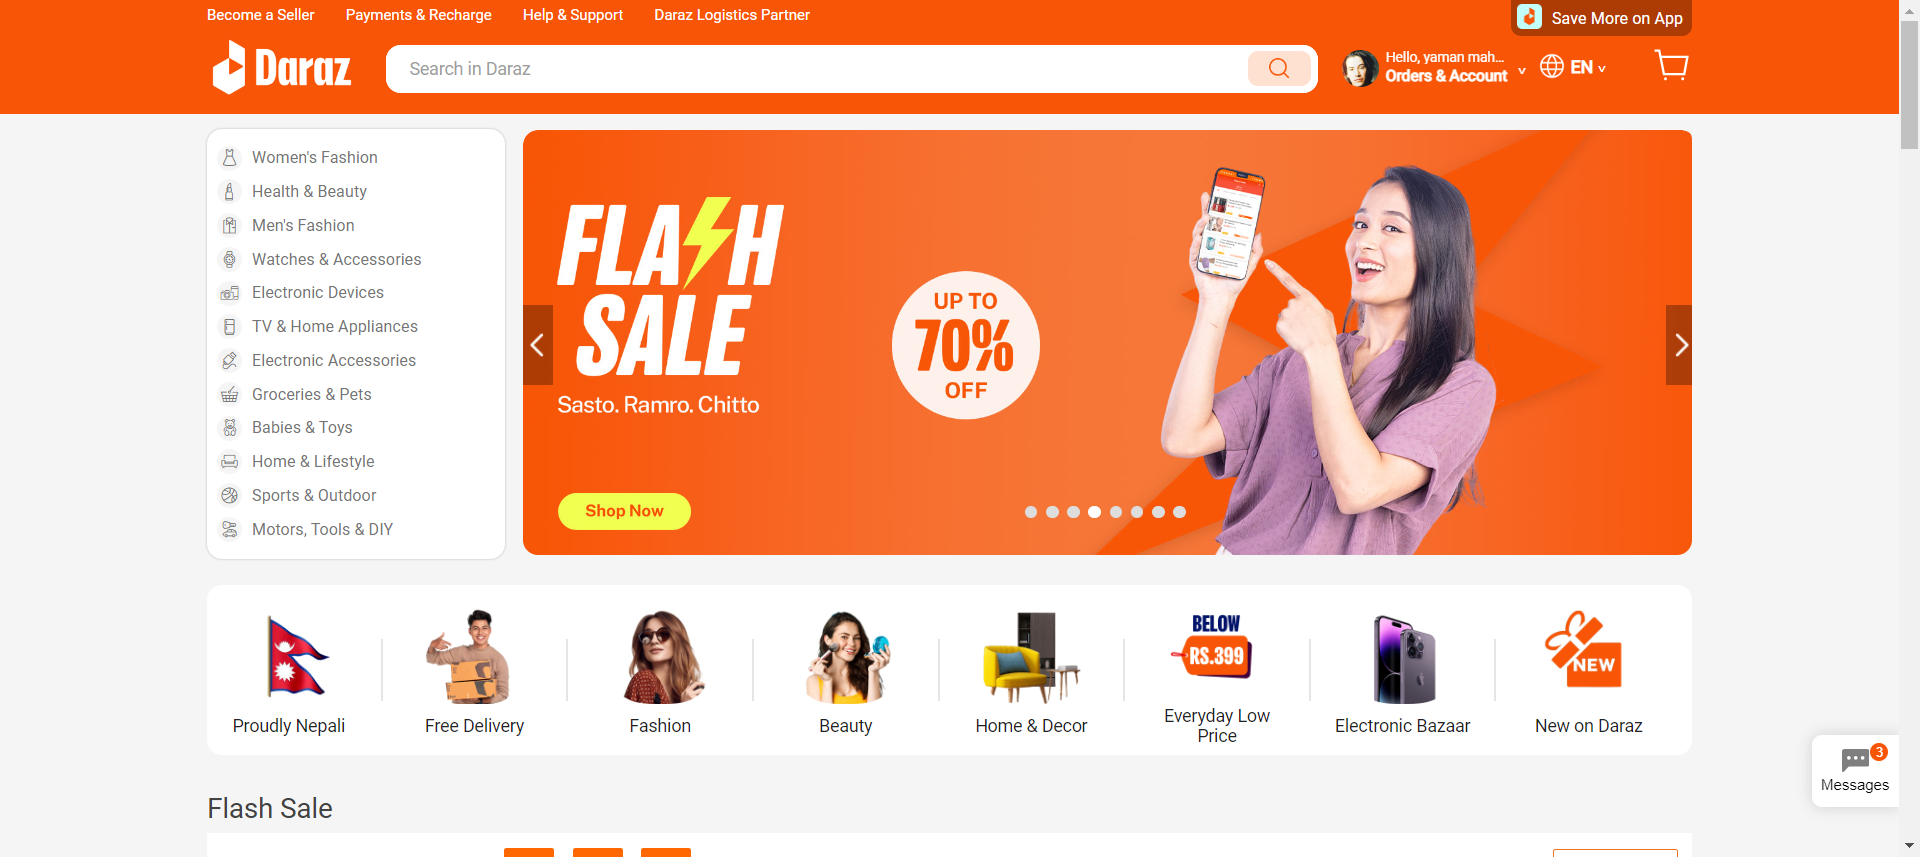 Become a Seller
Payments & Recharge
Help & Support
Daraz Logistics Partner
Save More on App
Daraz
Search in Daraz
Hello, yaman mah...
Orders & Account
EN
Women's Fashion
Health & Beauty
Men's Fashion
Watches & Accessories
Electronic Devices
TV & Home Appliances
Electronic Accessories
Groceries & Pets
Babies & Toys
Home & Lifestyle
Sports & Outdoor
Motors, Tools & DIY
FLASH
SALE
Sasto. Ramro. Chitto
UP TO
70%
OFF
Shop Now
BELOW
RS.399
NEW
Proudly Nepali
Free Delivery
Fashion
Beauty
Home & Decor
Everyday Low
Price
Electronic Bazaar
New on Daraz
3
Messages
Flash Sale